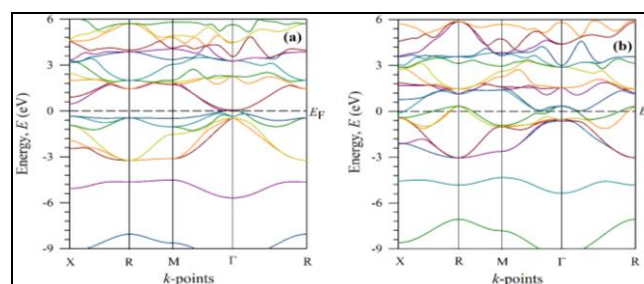 (a)
Energy, E (eV)
6
3
0
-3
-6
-9
E_F
X R M Γ R
k-points
(b)
Energy, E (eV)
6
3
0
-3
-6
-9
E
X R M Γ R
k-points